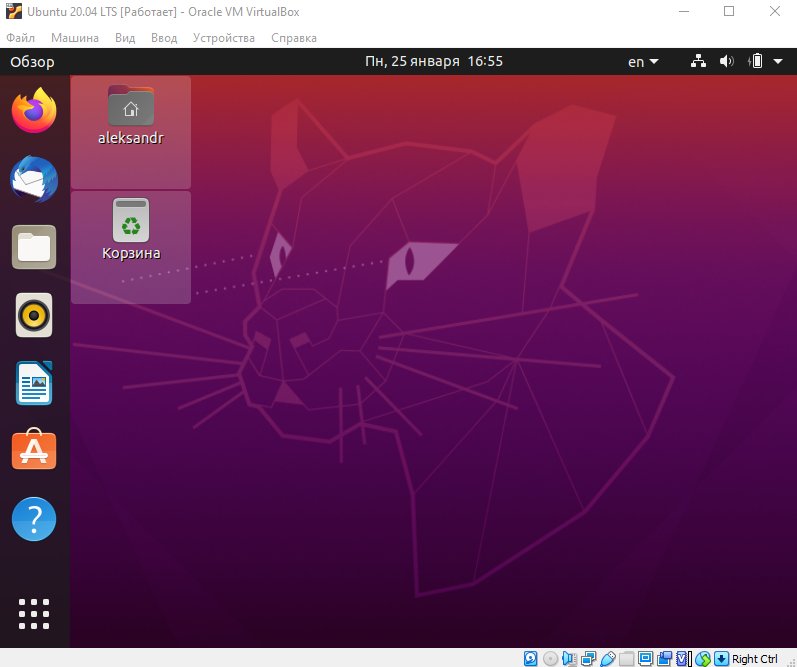 Ubuntu 20.04 LTS [Работает] - Oracle VM VirtualBox
Файл Машина Вид Ввод Устройства Справка
Обзор Пн, 25 января 16:55 en
aleksandr
Корзина
Right Ctrl